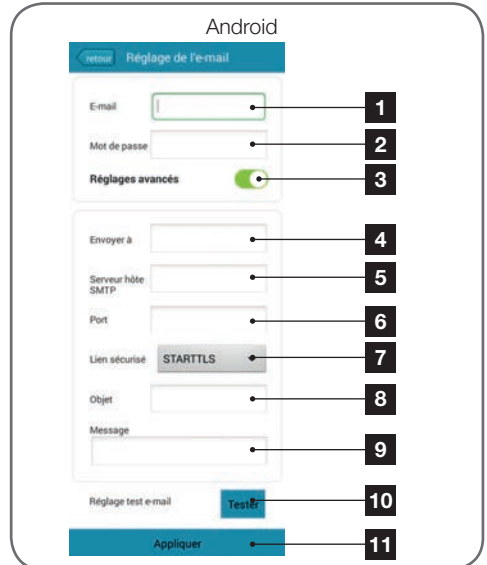 Android
retour Réglage de l'e-mail
E-mail 1
Mot de passe 2
Réglages avancés 3
Envoyer à 4
Serveur hôte
SMTP 5
Port 6
Lien sécurisé STARTTLS 7
Objet 8
Message
9
Réglage test e-mail Tester 10
Appliquer 11